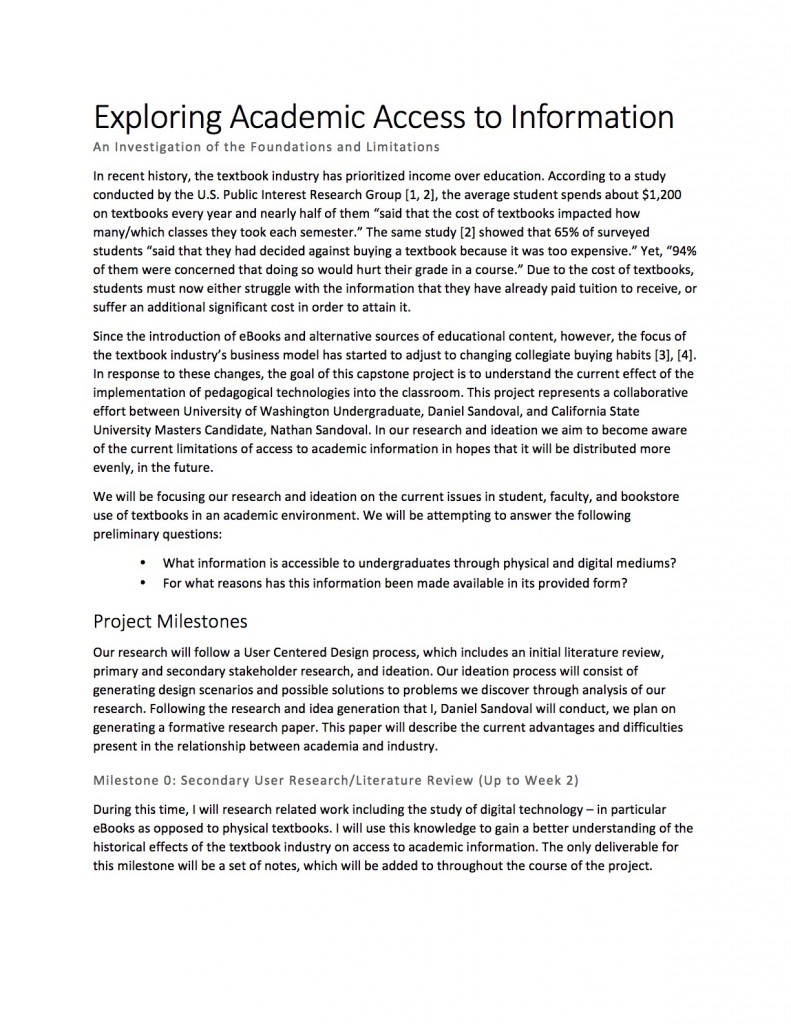 Exploring Academic Access to Information
An Investigation of the Foundations and Limitations
In recent history, the textbook industry has prioritized income over education. According to a study
conducted by the U.S. Public Interest Research Group [1, 2], the average student spends about $1,200
on textbooks every year and nearly half of them “said that the cost of textbooks impacted how
many/which classes they took each semester.” The same study [2] showed that 65% of surveyed
students “said that they had decided against buying a textbook because it was too expensive.” Yet, “94%
of them were concerned that doing so would hurt their grade in a course.” Due to the cost of textbooks,
students must now either struggle with the information that they have already paid tuition to receive, or
suffer an additional significant cost in order to attain it.
Since the introduction of eBooks and alternative sources of educational content, however, the focus of
the textbook industry’s business model has started to adjust to changing collegiate buying habits [3], [4].
In response to these changes, the goal of this capstone project is to understand the current effect of the
implementation of pedagogical technologies into the classroom. This project represents a collaborative
effort between University of Washington Undergraduate, Daniel Sandoval, and California State
University Masters Candidate, Nathan Sandoval. In our research and ideation we aim to become aware
of the current limitations of access to academic information in hopes that it will be distributed more
evenly, in the future.
We will be focusing our research and ideation on the current issues in student, faculty, and bookstore
use of textbooks in an academic environment. We will be attempting to answer the following
preliminary questions:
• What information is accessible to undergraduates through physical and digital mediums?
• For what reasons has this information been made available in its provided form?
Project Milestones
Our research will follow a User Centered Design process, which includes an initial literature review,
primary and secondary stakeholder research, and ideation. Our ideation process will consist of
generating design scenarios and possible solutions to problems we discover through analysis of our
research. Following the research and idea generation that I, Daniel Sandoval will conduct, we plan on
generating a formative research paper. This paper will describe the current advantages and difficulties
present in the relationship between academia and industry.
Milestone 0: Secondary User Research/Literature Review (Up to Week 2)
During this time, I will research related work including the study of digital technology – in particular
eBooks as opposed to physical textbooks. I will use this knowledge to gain a better understanding of the
historical effects of the textbook industry on access to academic information. The only deliverable for
this milestone will be a set of notes, which will be added to throughout the course of the project.